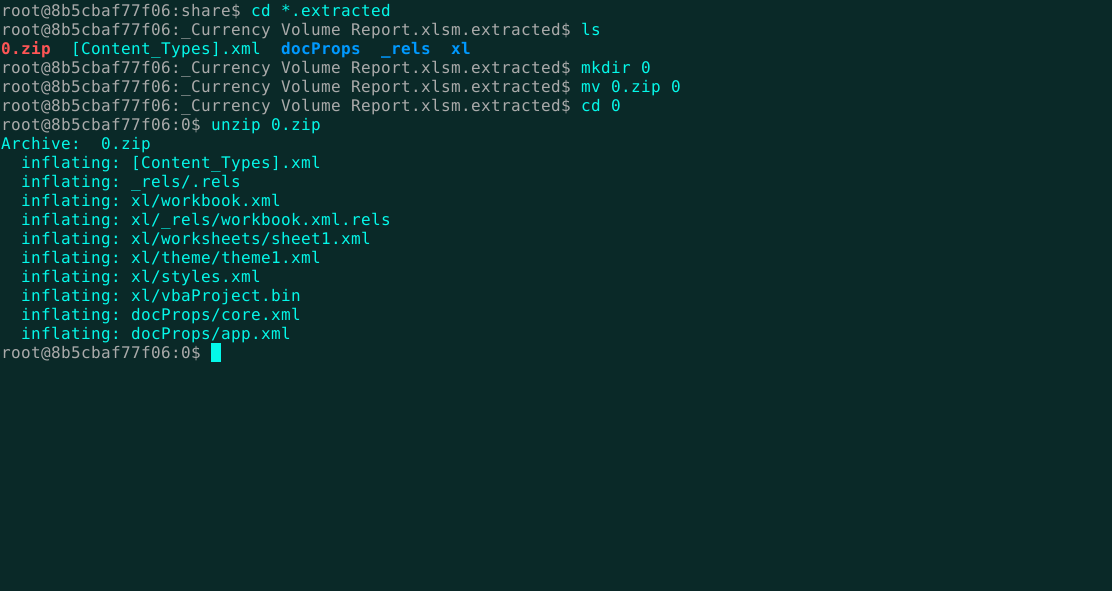 root@8b5cbaf77f06:share$ cd *.extracted
root@8b5cbaf77f06:_Currency Volume Report.xlsm.extracted$ ls
0.zip  [Content_Types].xml  docProps  _rels  xl
root@8b5cbaf77f06:_Currency Volume Report.xlsm.extracted$ mkdir 0
root@8b5cbaf77f06:_Currency Volume Report.xlsm.extracted$ mv 0.zip 0
root@8b5cbaf77f06:_Currency Volume Report.xlsm.extracted$ cd 0
root@8b5cbaf77f06:0$ unzip 0.zip
Archive:  0.zip
  inflating: [Content_Types].xml
  inflating: _rels/.rels
  inflating: xl/workbook.xml
  inflating: xl/_rels/workbook.xml.rels
  inflating: xl/worksheets/sheet1.xml
  inflating: xl/theme/theme1.xml
  inflating: xl/styles.xml
  inflating: xl/vbaProject.bin
  inflating: docProps/core.xml
  inflating: docProps/app.xml
root@8b5cbaf77f06:0$